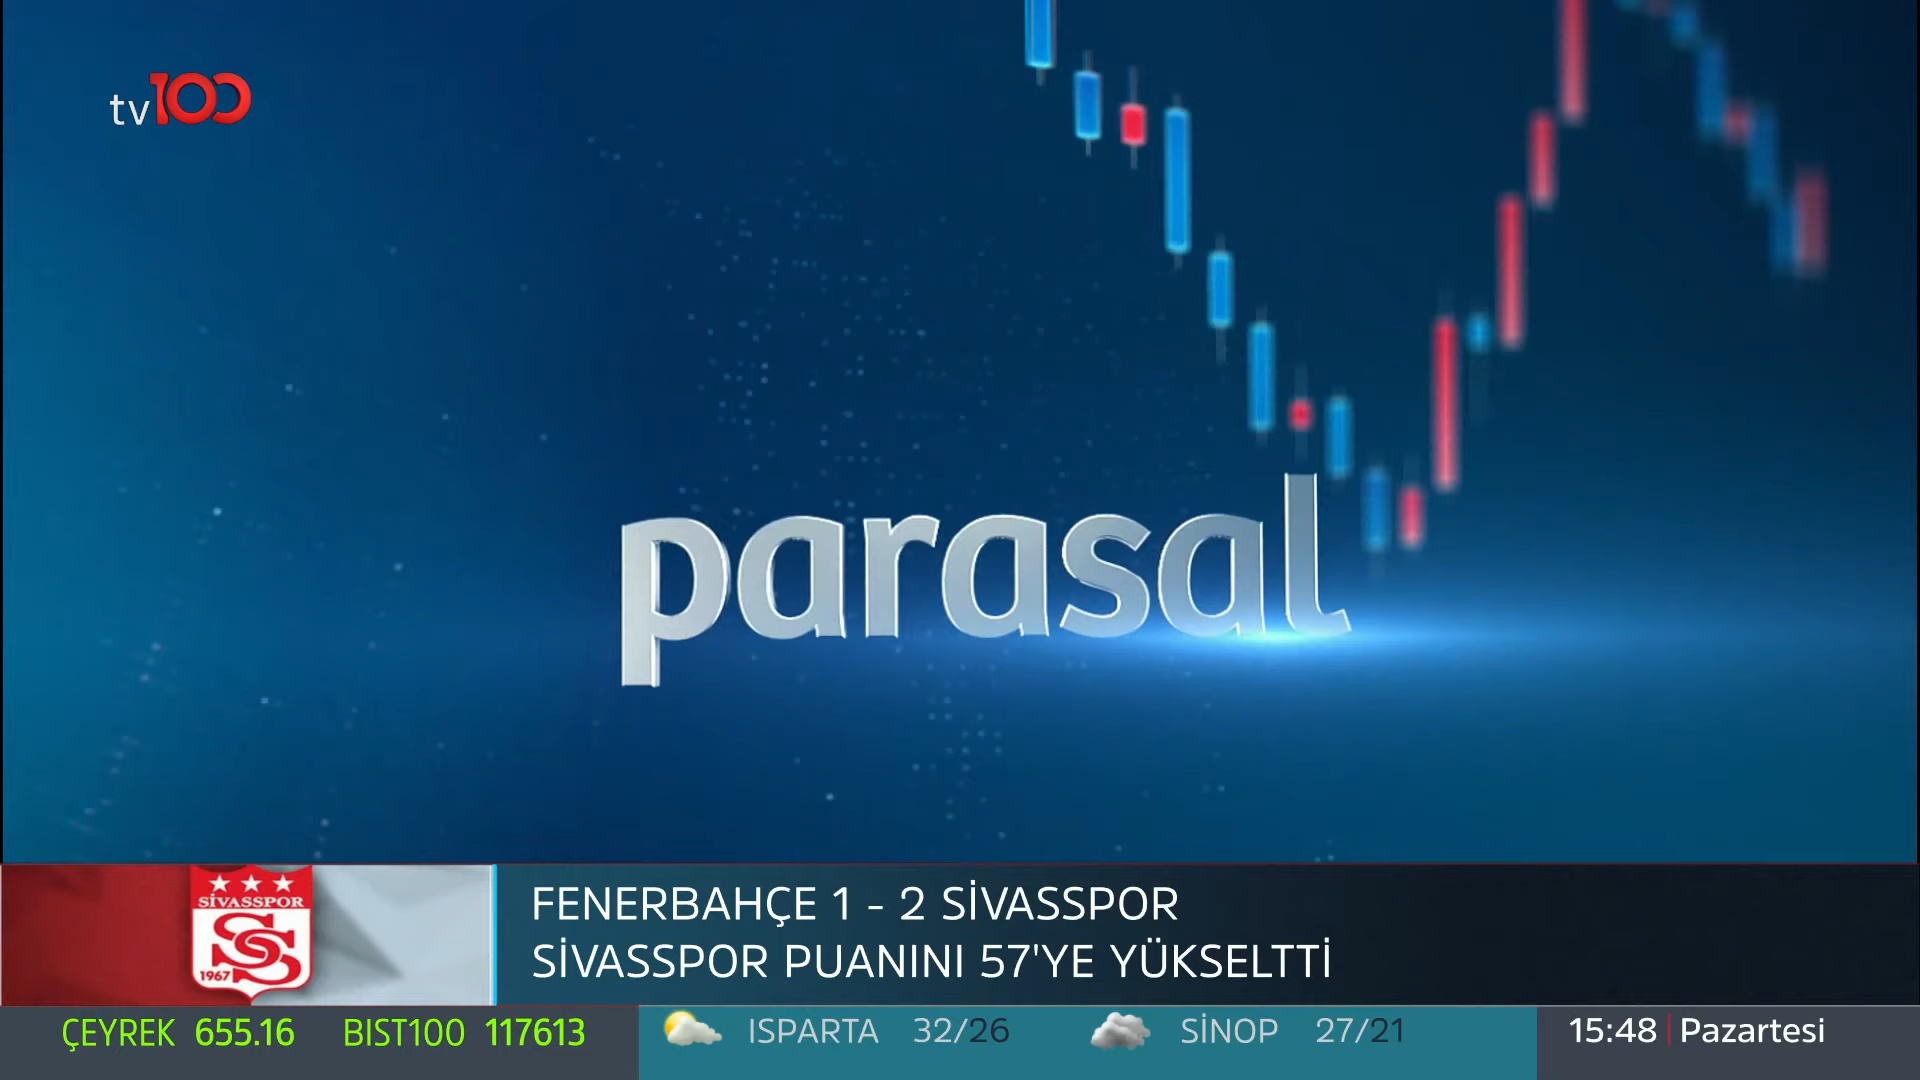 tv100
parasal
SİVASSPOR
SS
1967
FENERBAHÇE 1 - 2 SİVASSPOR
SİVASSPOR PUANINI 57'YE YÜKSELTTİ
ÇEYREK 655.16 BIST100 117613 ISPARTA 32/26 SİNOP 27/21 15:48 Pazartesi